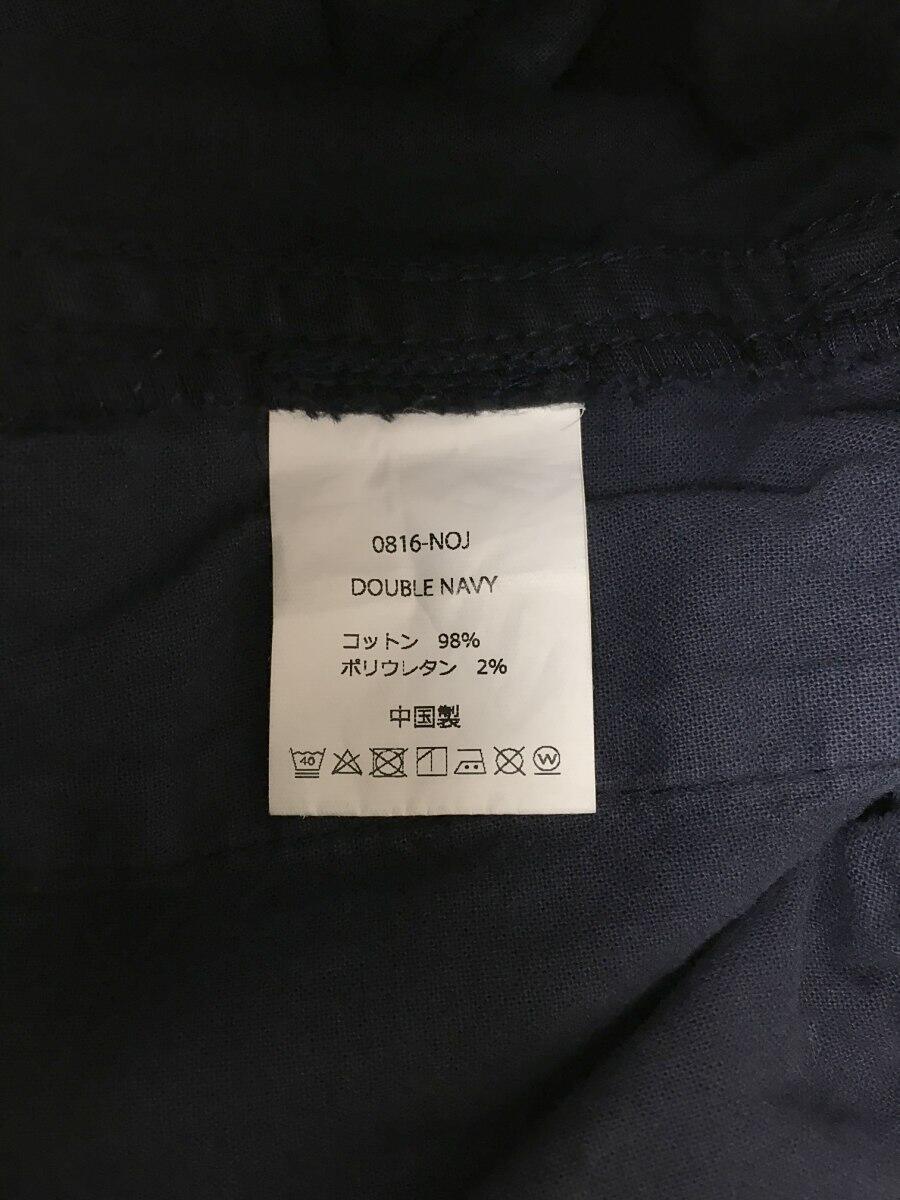 0816-NOJ
DOUBLE NAVY
コットン 98%
ポリウレタン 2%
中国製
40 W